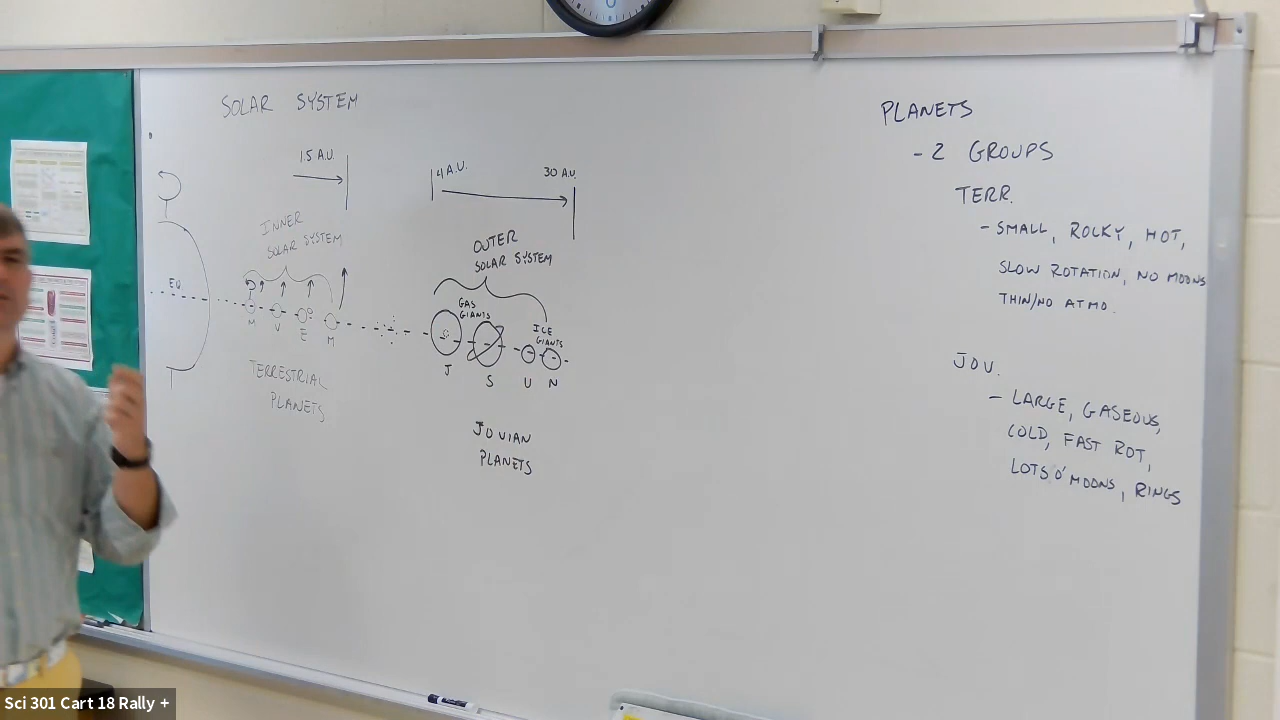 SOLAR SYSTEM
1.5 A.U.
4 A.U.
30 A.U.
INNER
SOLAR SYSTEM
OUTER
SOLAR SYSTEM
EQ.
GAS
GIANTS
ICE
GIANTS
M V E M
J S U N
TERRESTRIAL
PLANETS
JOVIAN
PLANETS
PLANETS
- 2 GROUPS
TERR.
- SMALL, ROCKY, HOT,
SLOW ROTATION, NO MOONS
THIN/NO ATMO.
JOV.
- LARGE, GASEOUS,
COLD, FAST ROT,
LOTS O' MOONS, RINGS
Sci 301 Cart 18 Rally +